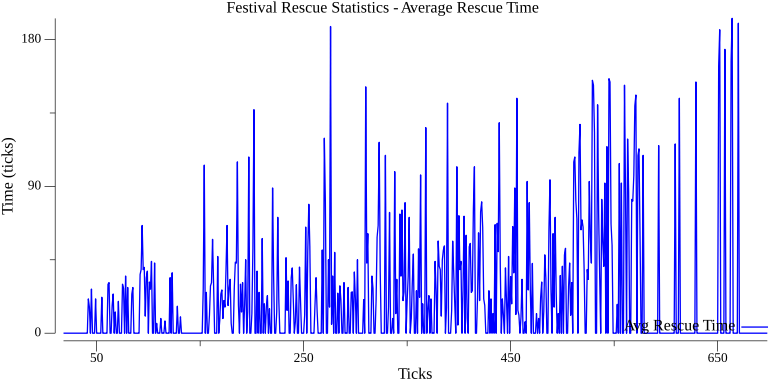 Festival Rescue Statistics - Average Rescue Time
180
90
0
Time (ticks)
Avg Rescue Time
50
250
450
650
Ticks